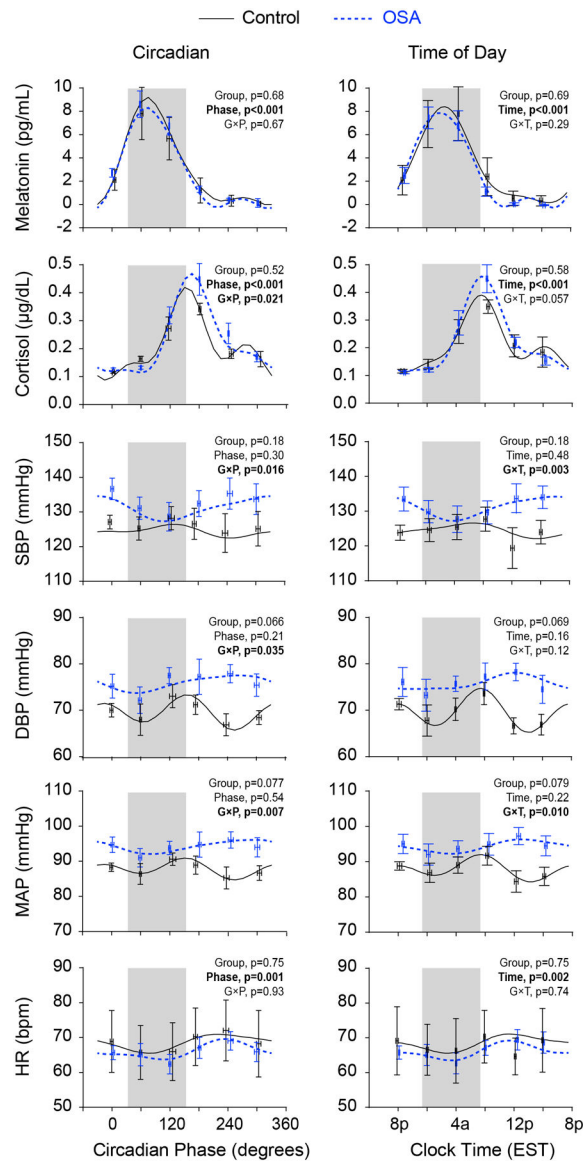 Control OSA
Circadian Time of Day
Melatonin (pg/mL)
10
8
6
4
2
0
-2
Group, p=0.68
Phase, p<0.001
G×P, p=0.67
Group, p=0.69
Time, p<0.001
G×T, p=0.29
Cortisol (µg/dL)
0.5
0.4
0.3
0.2
0.1
0.0
Group, p=0.52
Phase, p<0.001
G×P, p=0.021
Group, p=0.58
Time, p<0.001
G×T, p=0.057
SBP (mmHg)
150
140
130
120
110
Group, p=0.18
Phase, p=0.30
G×P, p=0.016
Group, p=0.18
Time, p=0.48
G×T, p=0.003
DBP (mmHg)
90
80
70
60
Group, p=0.066
Phase, p=0.21
G×P, p=0.035
Group, p=0.069
Time, p=0.16
G×T, p=0.12
MAP (mmHg)
110
100
90
80
70
Group, p=0.077
Phase, p=0.54
G×P, p=0.007
Group, p=0.079
Time, p=0.22
G×T, p=0.010
HR (bpm)
90
80
70
60
50
Group, p=0.75
Phase, p=0.001
G×P, p=0.93
Group, p=0.75
Time, p=0.002
G×T, p=0.74
0 120 240 360
8p 4a 12p 8p
Circadian Phase (degrees) Clock Time (EST)